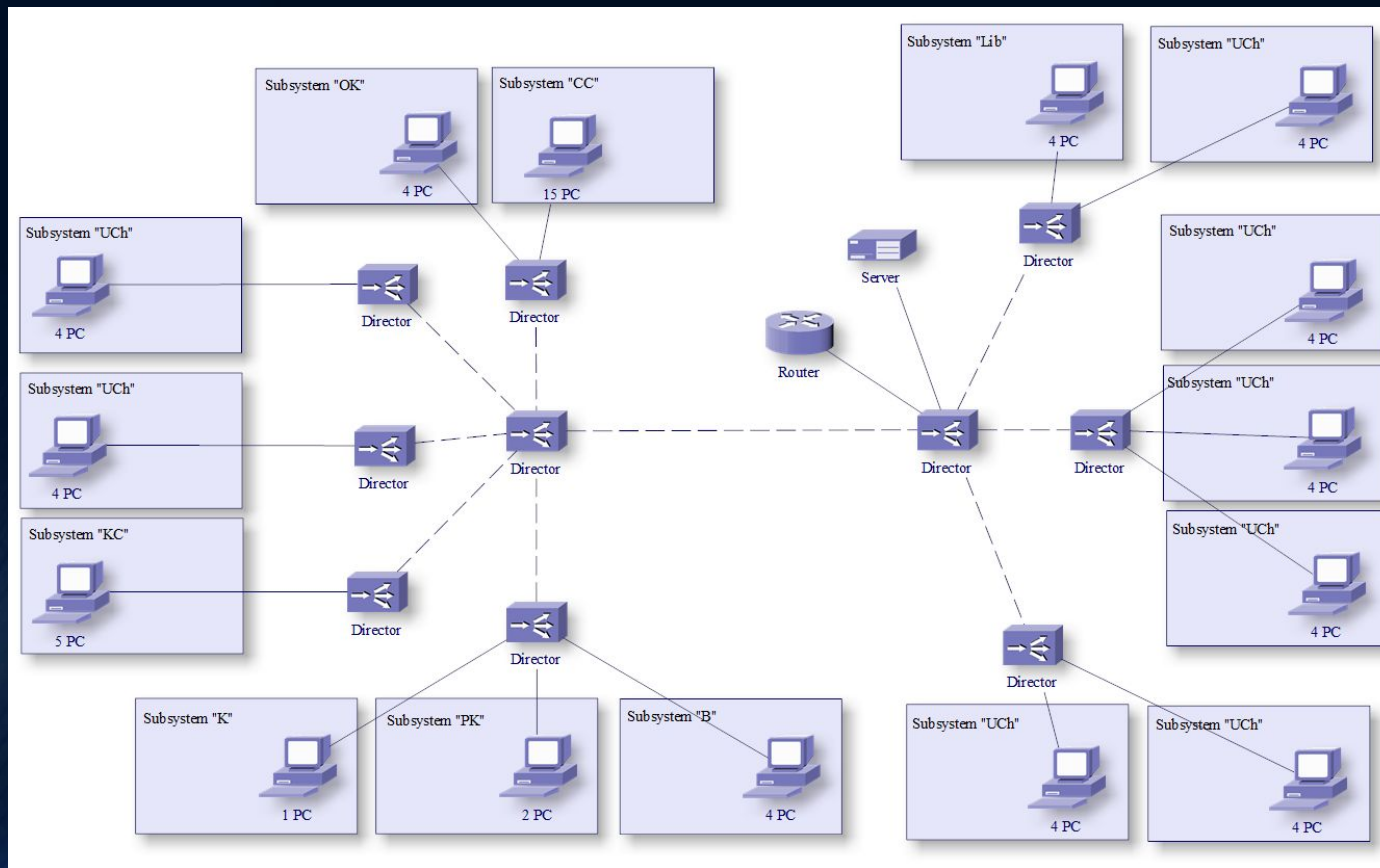 Subsystem "OK"
4 PC
Subsystem "CC"
15 PC
Subsystem "Lib"
4 PC
Subsystem "UCh"
4 PC
Subsystem "UCh"
4 PC
Director
Director
Server
Router
Director
Subsystem "UCh"
4 PC
Subsystem "UCh"
4 PC
Director
Director
Director
Director
Subsystem "UCh"
4 PC
Subsystem "KC"
5 PC
Director
Subsystem "UCh"
4 PC
Director
Director
Subsystem "K"
1 PC
Subsystem "PK"
2 PC
Subsystem "B"
4 PC
Subsystem "UCh"
4 PC
Subsystem "UCh"
4 PC